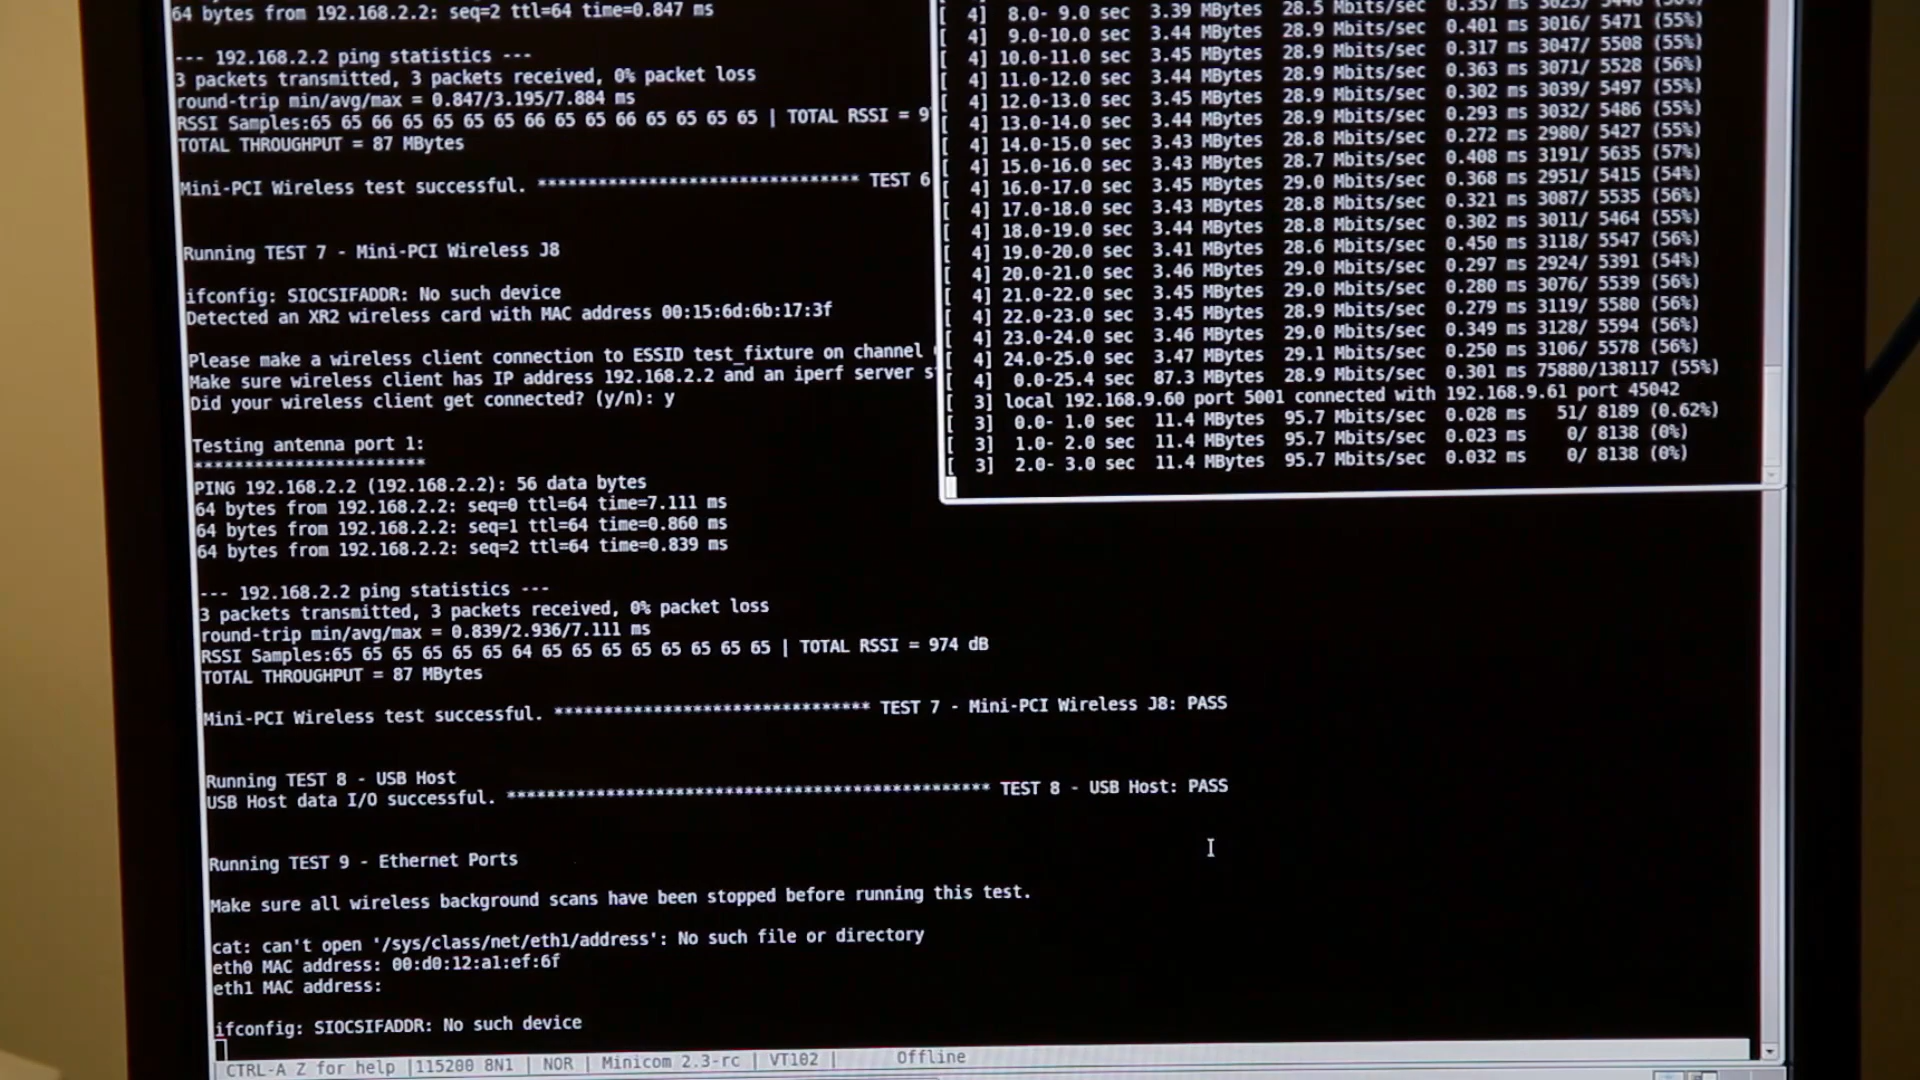 64 bytes from 192.168.2.2: seq=2 ttl=64 time=0.847 ms
--- 192.168.2.2 ping statistics ---
3 packets transmitted, 3 packets received, 0% packet loss
round-trip min/avg/max = 0.847/3.195/7.884 ms
RSSI Samples:65 65 66 65 65 65 65 66 65 65 66 65 65 65 65 | TOTAL RSSI =
TOTAL THROUGHPUT = 87 MBytes
Mini-PCI Wireless test successful. ******************************** TEST 6
Running TEST 7 - Mini-PCI Wireless J8
ifconfig: SIOCSIFADDR: No such device
Detected an XR2 wireless card with MAC address 00:15:6d:6b:17:3f
Please make a wireless client connection to ESSID test_fixture on channel
Make sure wireless client has IP address 192.168.2.2 and an iperf server
Did your wireless client get connected? (y/n): y
Testing antenna port 1:
***********************
PING 192.168.2.2 (192.168.2.2): 56 data bytes
64 bytes from 192.168.2.2: seq=0 ttl=64 time=7.111 ms
64 bytes from 192.168.2.2: seq=1 ttl=64 time=0.860 ms
64 bytes from 192.168.2.2: seq=2 ttl=64 time=0.839 ms
--- 192.168.2.2 ping statistics ---
3 packets transmitted, 3 packets received, 0% packet loss
round-trip min/avg/max = 0.839/2.936/7.111 ms
RSSI Samples:65 65 65 65 65 65 64 65 65 65 65 65 65 65 65 | TOTAL RSSI = 974 dB
TOTAL THROUGHPUT = 87 MBytes
Mini-PCI Wireless test successful. ******************************** TEST 7 - Mini-PCI Wireless J8: PASS
Running TEST 8 - USB Host
USB Host data I/O successful. ************************************************ TEST 8 - USB Host: PASS
Running TEST 9 - Ethernet Ports
Make sure all wireless background scans have been stopped before running this test.
cat: can't open '/sys/class/net/eth1/address': No such file or directory
eth0 MAC address: 00:d0:12:a1:ef:6f
eth1 MAC address:
ifconfig: SIOCSIFADDR: No such device
CTRL-A Z for help |115200 8N1 | NOR | Minicom 2.3-rc | VT102 | Offline
[ 4] 8.0- 9.0 sec 3.39 MBytes 28.5 Mbits/sec 0.357 ms
[ 4] 9.0-10.0 sec 3.44 MBytes 28.9 Mbits/sec 0.401 ms 3016/ 5471 (55%)
[ 4] 10.0-11.0 sec 3.45 MBytes 28.9 Mbits/sec 0.317 ms 3047/ 5508 (55%)
[ 4] 11.0-12.0 sec 3.44 MBytes 28.9 Mbits/sec 0.363 ms 3071/ 5528 (56%)
[ 4] 12.0-13.0 sec 3.45 MBytes 28.9 Mbits/sec 0.302 ms 3039/ 5497 (55%)
[ 4] 13.0-14.0 sec 3.44 MBytes 28.9 Mbits/sec 0.293 ms 3032/ 5486 (55%)
[ 4] 14.0-15.0 sec 3.43 MBytes 28.8 Mbits/sec 0.272 ms 2980/ 5427 (55%)
[ 4] 15.0-16.0 sec 3.43 MBytes 28.7 Mbits/sec 0.408 ms 3191/ 5635 (57%)
[ 4] 16.0-17.0 sec 3.45 MBytes 29.0 Mbits/sec 0.368 ms 2951/ 5415 (54%)
[ 4] 17.0-18.0 sec 3.43 MBytes 28.8 Mbits/sec 0.321 ms 3087/ 5535 (56%)
[ 4] 18.0-19.0 sec 3.44 MBytes 28.8 Mbits/sec 0.302 ms 3011/ 5464 (55%)
[ 4] 19.0-20.0 sec 3.41 MBytes 28.6 Mbits/sec 0.450 ms 3118/ 5547 (56%)
[ 4] 20.0-21.0 sec 3.46 MBytes 29.0 Mbits/sec 0.297 ms 2924/ 5391 (54%)
[ 4] 21.0-22.0 sec 3.45 MBytes 29.0 Mbits/sec 0.280 ms 3076/ 5539 (56%)
[ 4] 22.0-23.0 sec 3.45 MBytes 28.9 Mbits/sec 0.279 ms 3119/ 5580 (56%)
[ 4] 23.0-24.0 sec 3.46 MBytes 29.0 Mbits/sec 0.349 ms 3128/ 5594 (56%)
[ 4] 24.0-25.0 sec 3.47 MBytes 29.1 Mbits/sec 0.250 ms 3106/ 5578 (56%)
[ 4] 0.0-25.4 sec 87.3 MBytes 28.9 Mbits/sec 0.301 ms 75880/138117 (55%)
[ 3] local 192.168.9.60 port 5001 connected with 192.168.9.61 port 45042
[ 3] 0.0- 1.0 sec 11.4 MBytes 95.7 Mbits/sec 0.028 ms 51/ 8189 (0.62%)
[ 3] 1.0- 2.0 sec 11.4 MBytes 95.7 Mbits/sec 0.023 ms 0/ 8138 (0%)
[ 3] 2.0- 3.0 sec 11.4 MBytes 95.7 Mbits/sec 0.032 ms 0/ 8138 (0%)